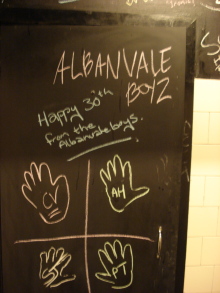 ALBANVALE
BOYZ
Happy 30th
from the
Albanvale boys.
CV
AH
PT